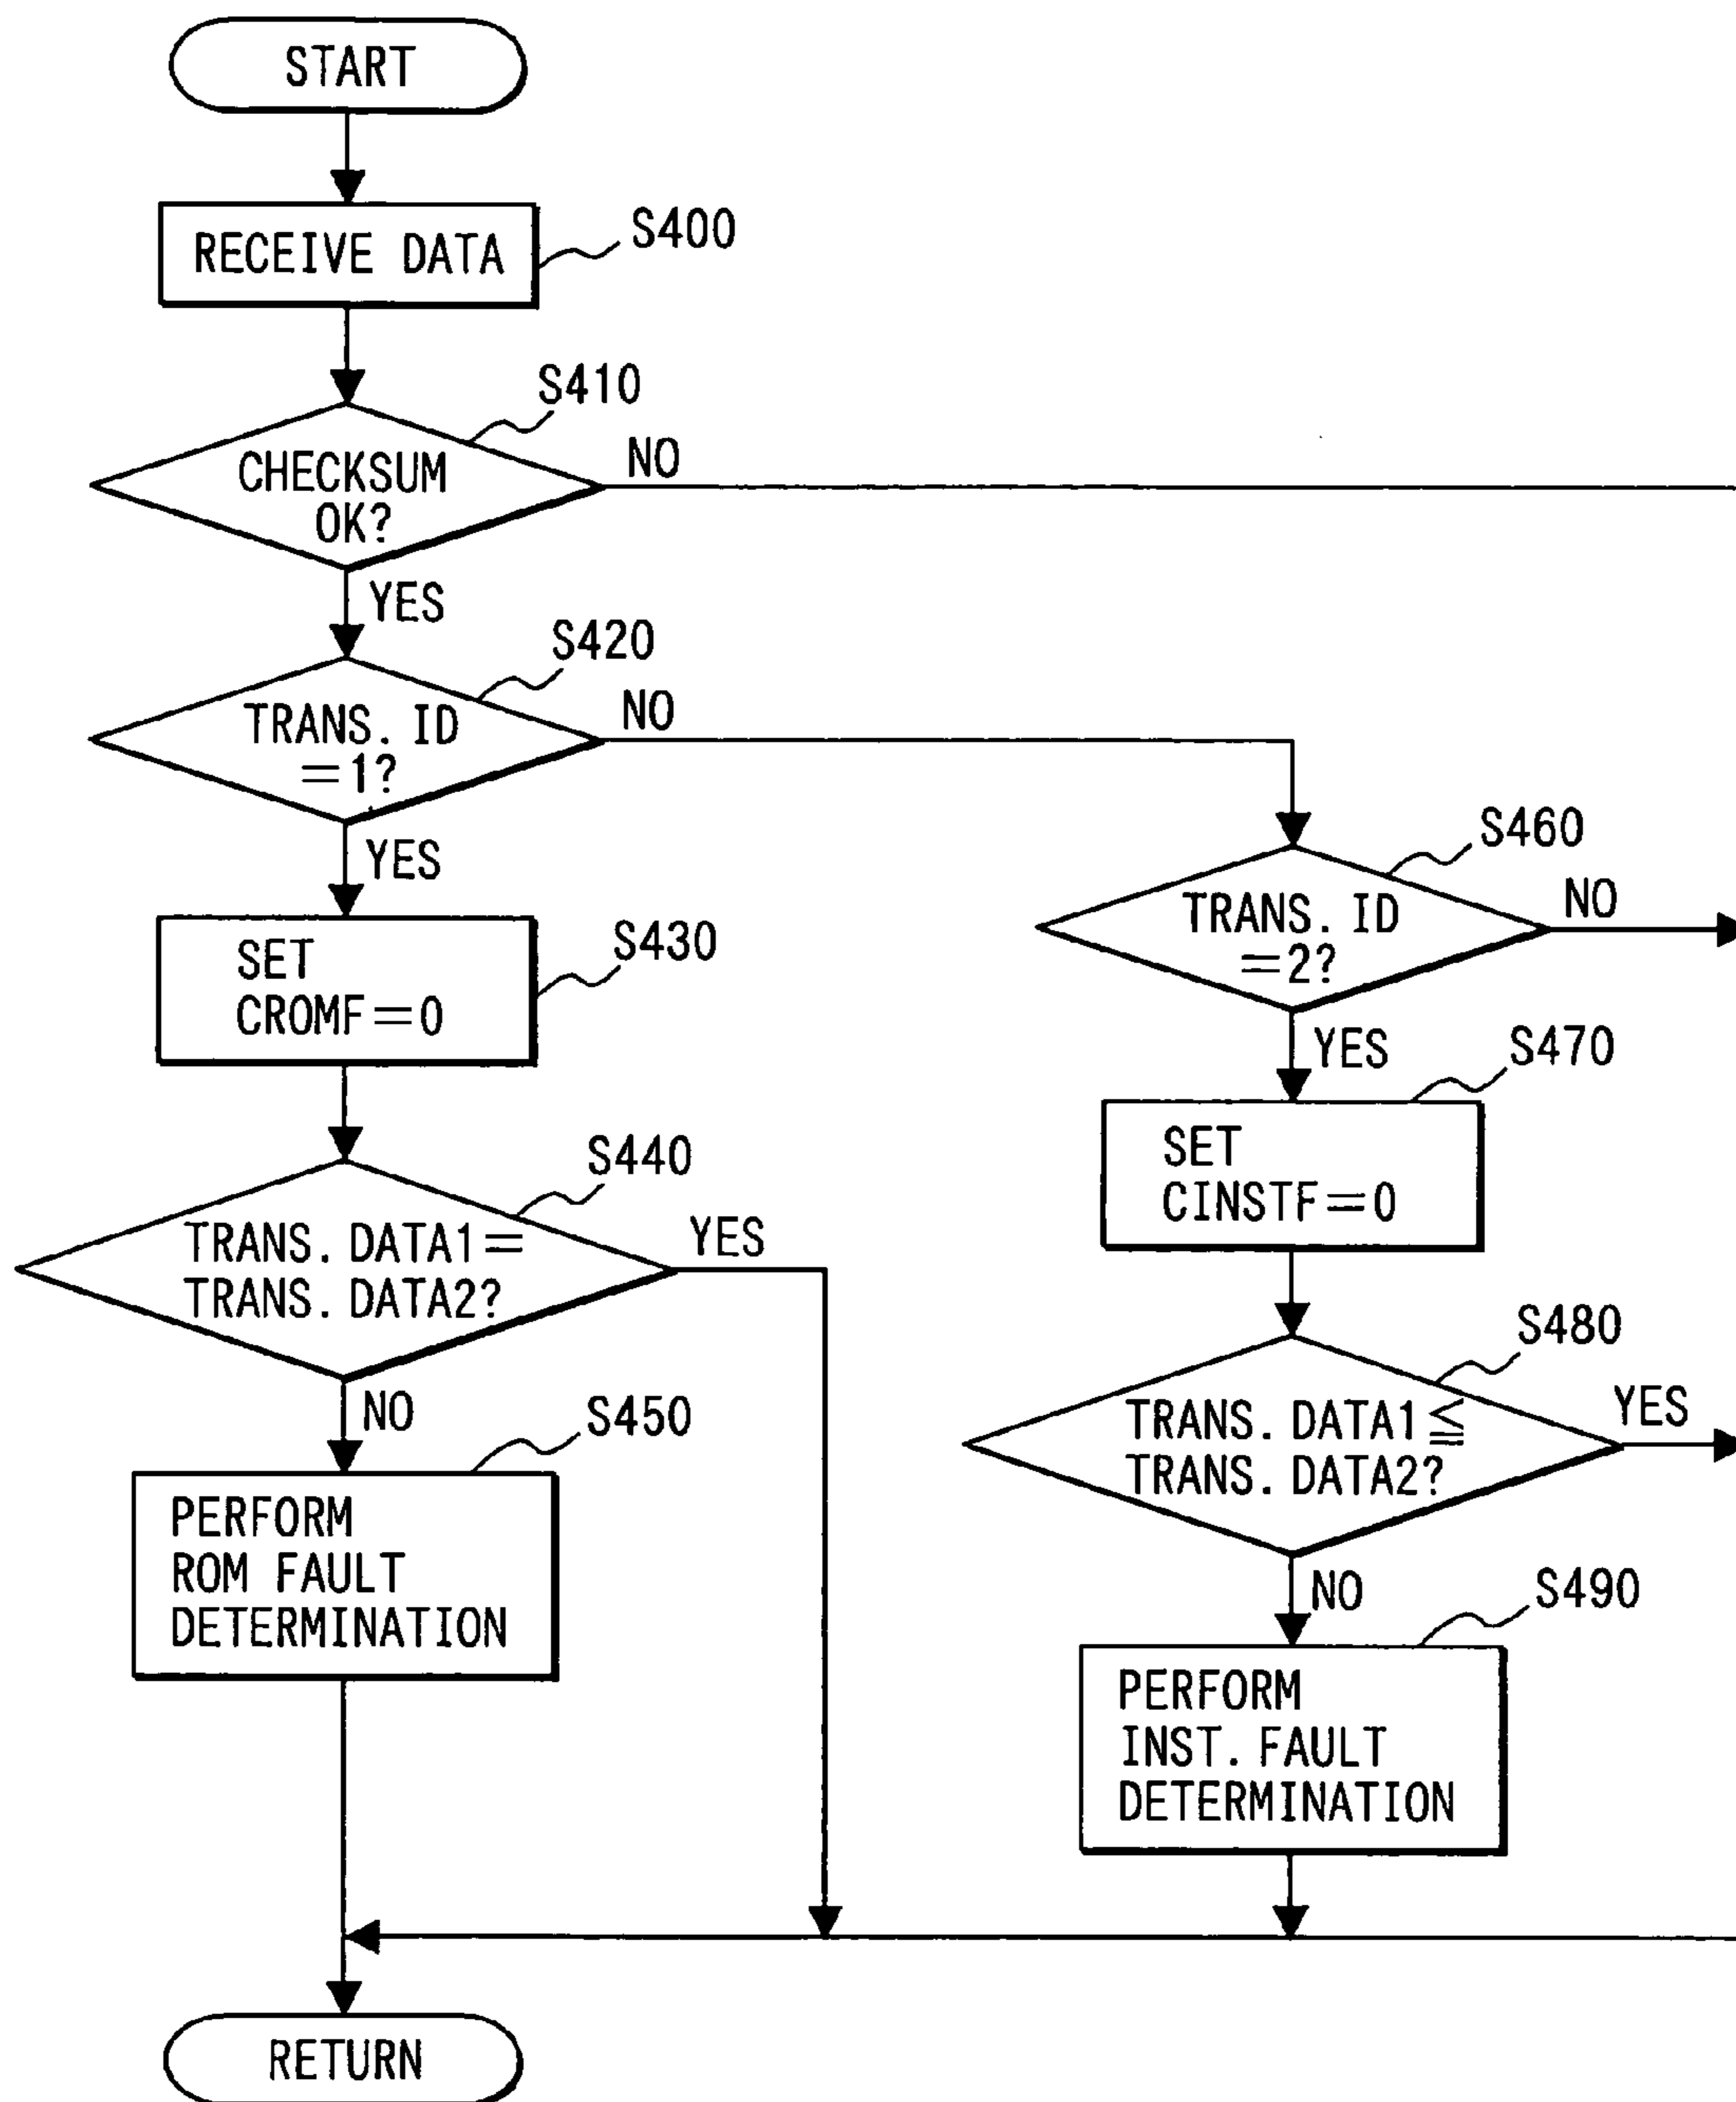 START
RECEIVE DATA
S400
S410
CHECKSUM
OK?
NO
YES
S420
TRANS. ID
=1?
NO
YES
S430
SET
CROMF=0
S440
TRANS. DATA1=
TRANS. DATA2?
YES
NO
S450
PERFORM
ROM FAULT
DETERMINATION
S460
TRANS. ID
=2?
NO
YES
S470
SET
CINSTF=0
S480
TRANS. DATA1≦
TRANS. DATA2?
YES
NO
S490
PERFORM
INST. FAULT
DETERMINATION
RETURN